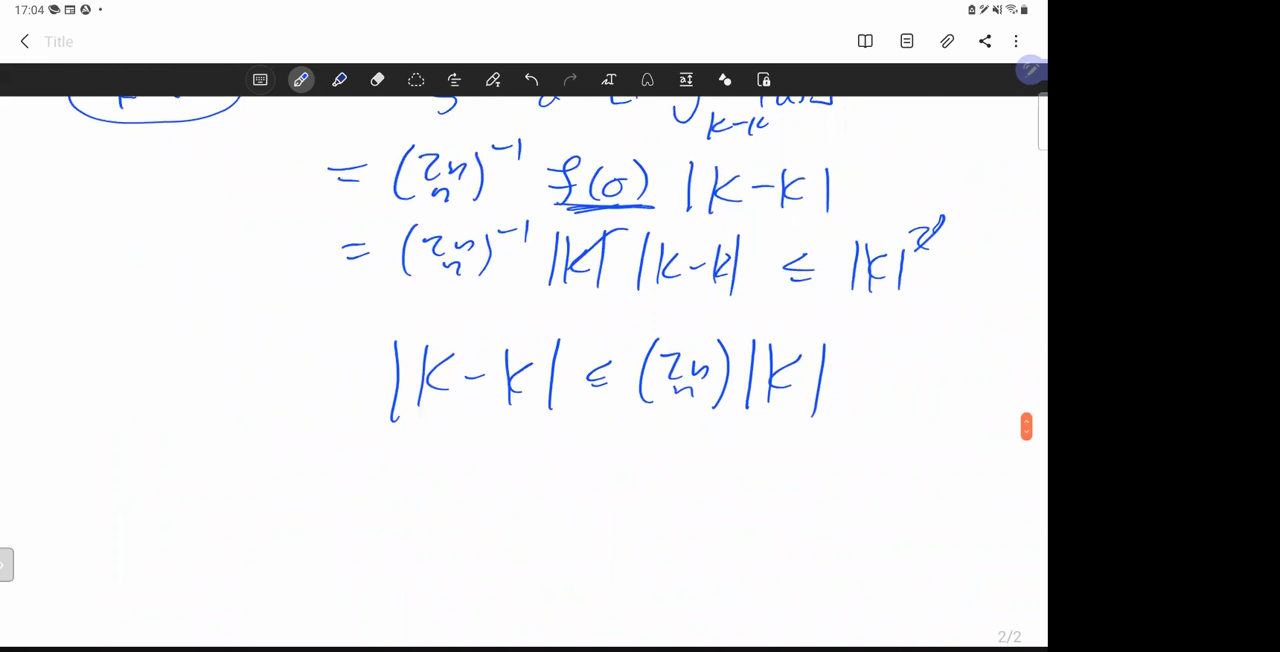 17:04
Title
K-K
= (2n n)^{-1} f(0) |K-K|
= (2n n)^{-1} |K| |K-K| ≤ |K|^2
|K-K| ≤ (2n n) |K|
2/2